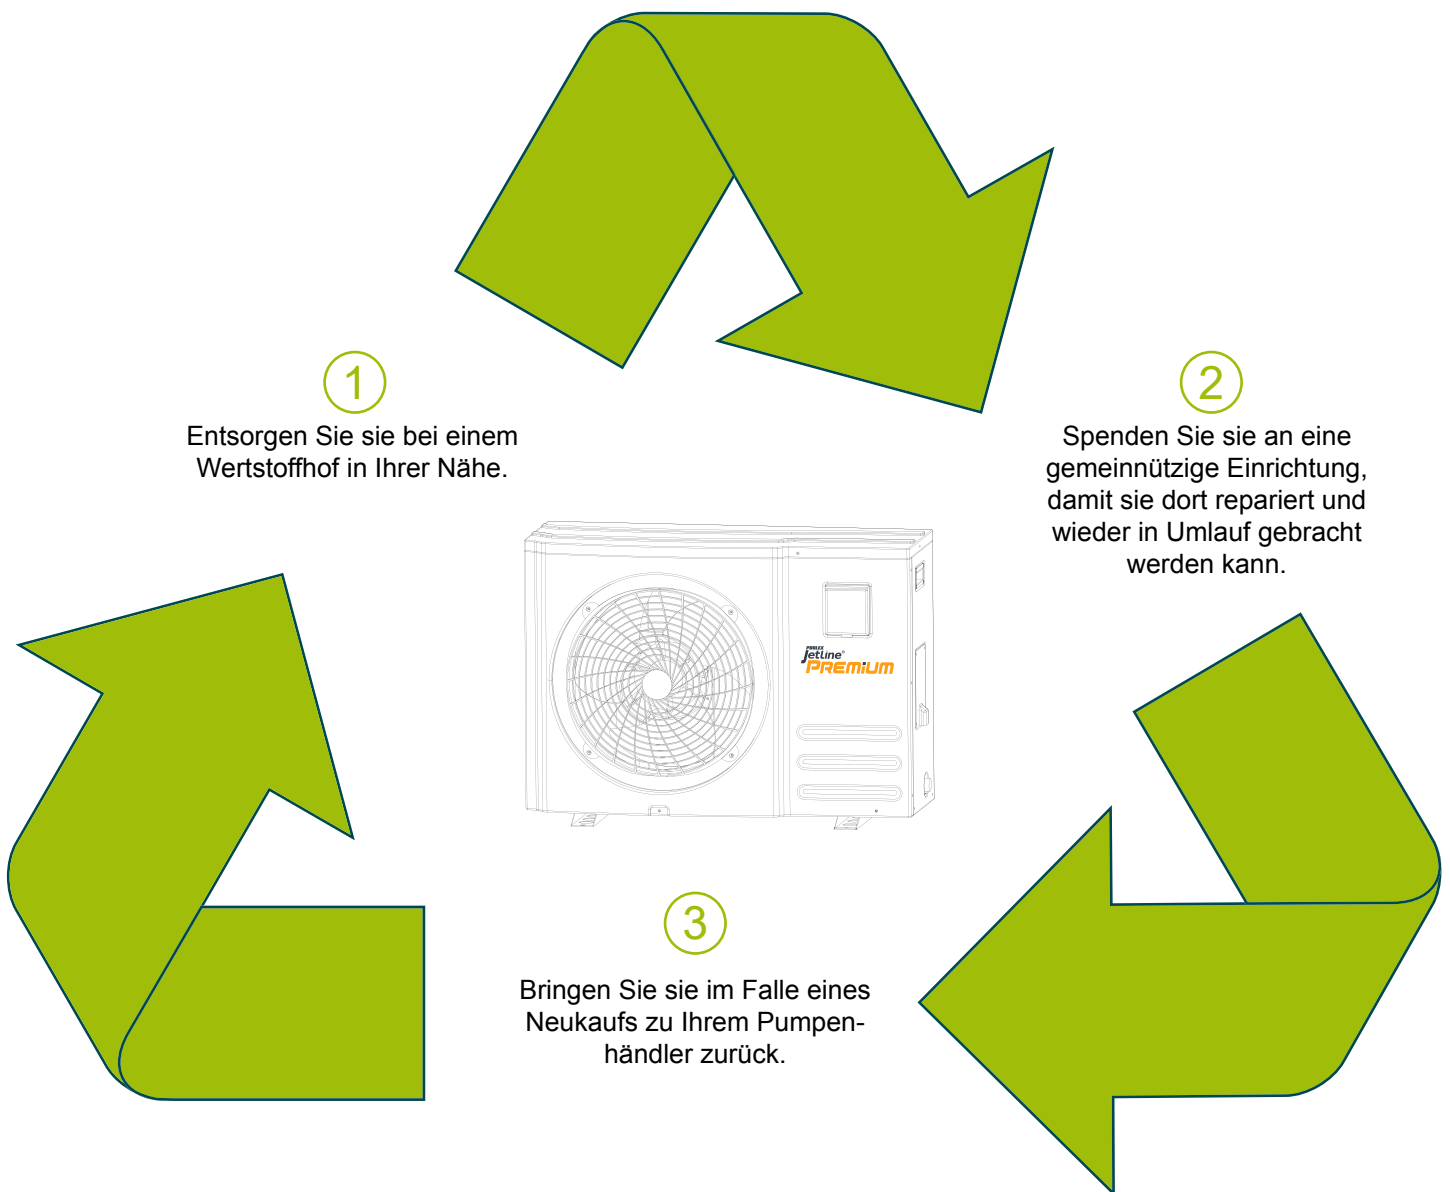 1
Entsorgen Sie sie bei einem
Wertstoffhof in Ihrer Nähe.
2
Spenden Sie sie an eine
gemeinnützige Einrichtung,
damit sie dort repariert und
wieder in Umlauf gebracht
werden kann.
POOLEX
Jetline®
PREMIUM
3
Bringen Sie sie im Falle eines
Neukaufs zu Ihrem Pumpen-
händler zurück.